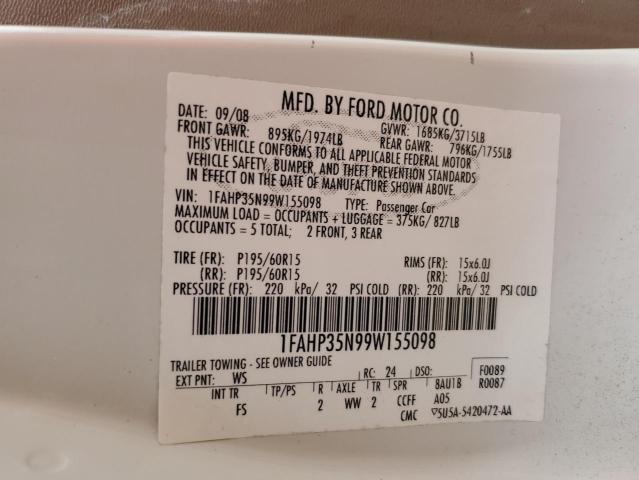 MFD. BY FORD MOTOR CO.
DATE: 09/08 GVWR: 1685KG/3715LB
FRONT GAWR: 895KG/1974LB REAR GAWR: 796KG/1755LB
THIS VEHICLE CONFORMS TO ALL APPLICABLE FEDERAL MOTOR
VEHICLE SAFETY, BUMPER, AND THEFT PREVENTION STANDARDS
IN EFFECT ON THE DATE OF MANUFACTURE SHOWN ABOVE.
VIN: 1FAHP35N99W155098 TYPE: Passenger Car
MAXIMUM LOAD = OCCUPANTS + LUGGAGE = 375KG/ 827LB
OCCUPANTS = 5 TOTAL; 2 FRONT, 3 REAR
TIRE (FR): P195/60R15 RIMS (FR): 15x6.0J
(RR): P195/60R15 (RR): 15x6.0J
PRESSURE (FR): 220 kPa/ 32 PSI COLD (RR): 220 kPa/ 32 PSI COLD
1FAHP35N99W155098
TRAILER TOWING - SEE OWNER GUIDE
EXT PNT: WS RC: 24 DSO: F0089
INT TR TP/PS R AXLE TR SPR 8AU1B R0087
FS 2 WW 2 CCFF A05
CMC ▽5U5A-5420472-AA